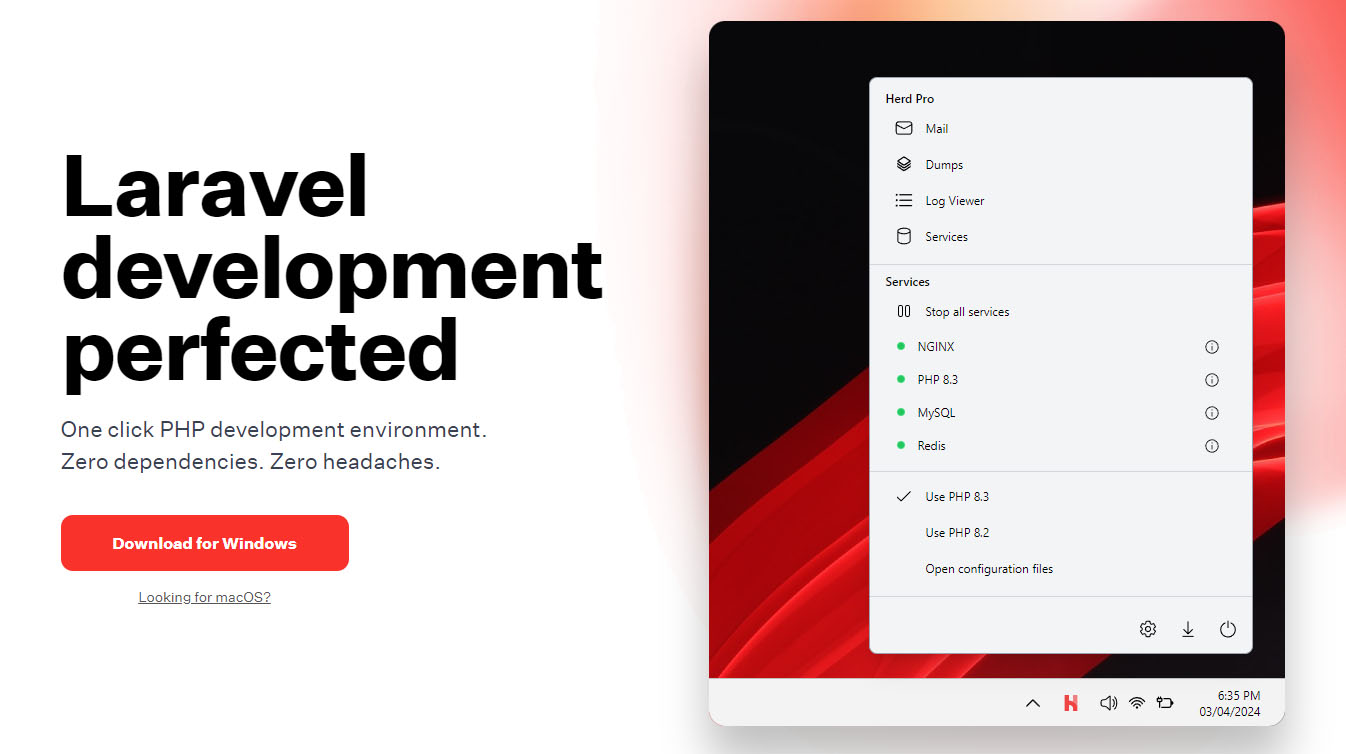 Laravel
development
perfected
One click PHP development environment.
Zero dependencies. Zero headaches.
Download for Windows
Looking for macOS?
Herd Pro
Mail
Dumps
Log Viewer
Services
Services
Stop all services
NGINX
PHP 8.3
MySQL
Redis
Use PHP 8.3
Use PHP 8.2
Open configuration files
6:35 PM
03/04/2024